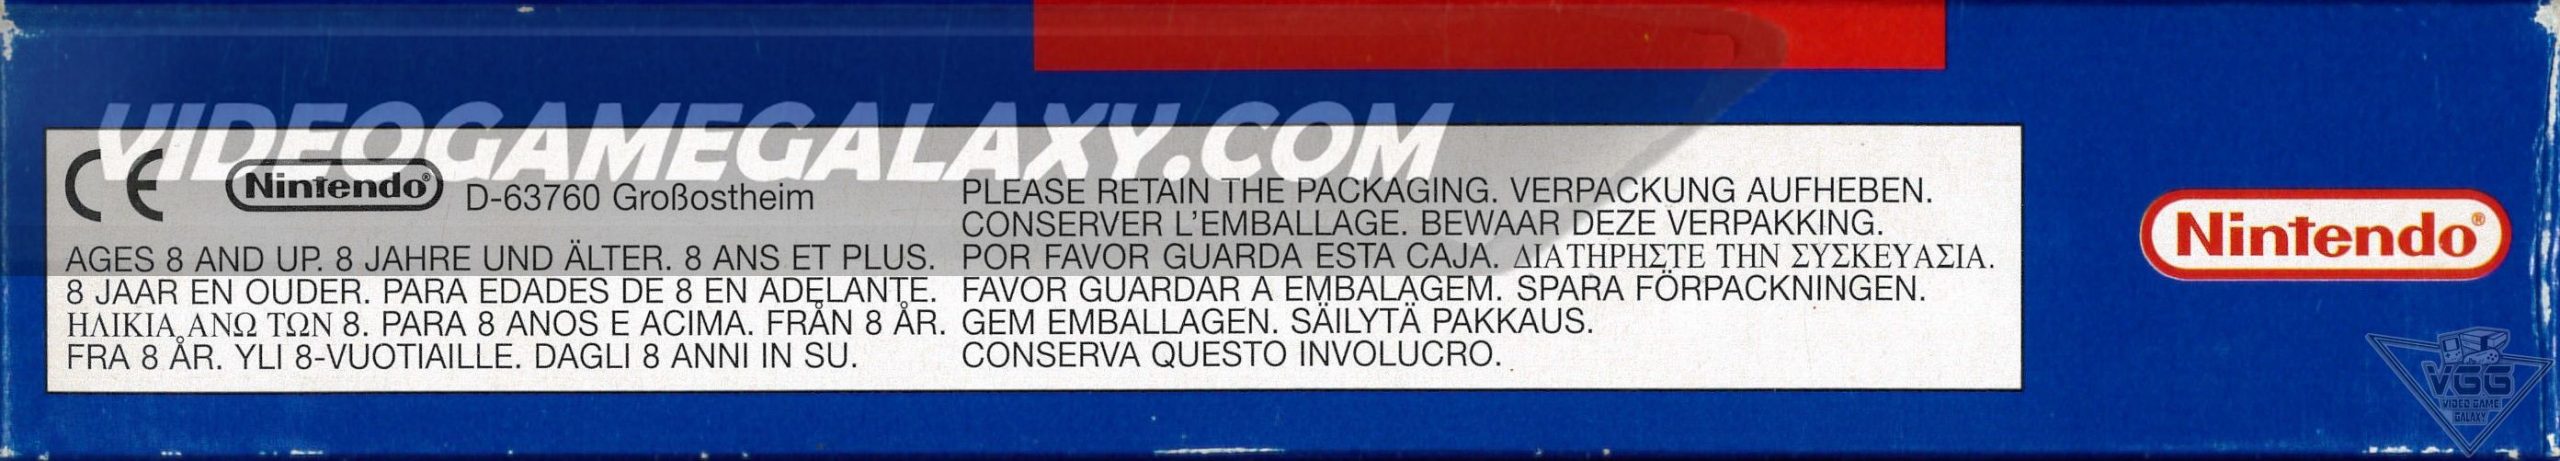 VIDEOGAMEGALAXY.COM
CE Nintendo® D-63760 Großostheim
AGES 8 AND UP. 8 JAHRE UND ÄLTER. 8 ANS ET PLUS.
8 JAAR EN OUDER. PARA EDADES DE 8 EN ADELANTE.
ΗΛΙΚΙΑ ΑΝΩ ΤΩΝ 8. PARA 8 ANOS E ACIMA. FRÅN 8 ÅR.
FRA 8 ÅR. YLI 8-VUOTIAILLE. DAGLI 8 ANNI IN SU.
PLEASE RETAIN THE PACKAGING. VERPACKUNG AUFHEBEN.
CONSERVER L'EMBALLAGE. BEWAAR DEZE VERPAKKING.
POR FAVOR GUARDA ESTA CAJA. ΔΙΑΤΗΡΗΣΤΕ ΤΗΝ ΣΥΣΚΕΥΑΣΙΑ.
FAVOR GUARDAR A EMBALAGEM. SPARA FÖRPACKNINGEN.
GEM EMBALLAGEN. SÄILYTÄ PAKKAUS.
CONSERVA QUESTO INVOLUCRO.
Nintendo®
VGG
VIDEO GAME
GALAXY